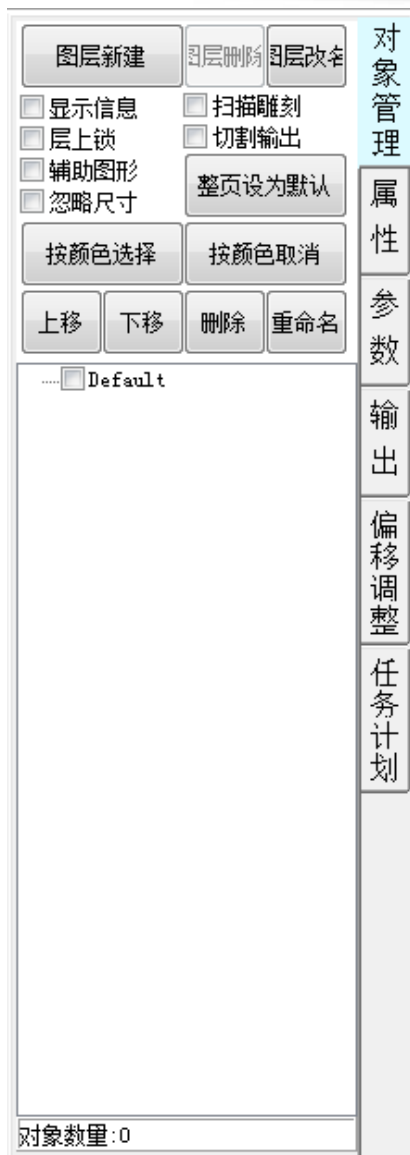 图层新建
图层删除
图层改名
显示信息
扫描雕刻
层上锁
切割输出
辅助图形
忽略尺寸
整页设为默认
按颜色选择
按颜色取消
上移
下移
删除
重命名
Default
对象数量:0
对象管理
属性
参数
输出
偏移调整
任务计划